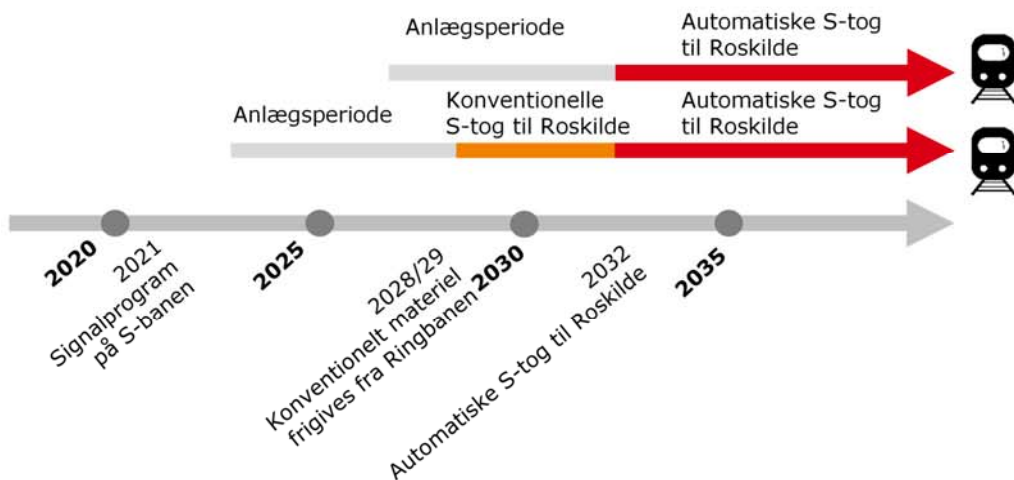 Anlægsperiode
Automatiske S-tog
til Roskilde
Anlægsperiode
Konventionelle
S-tog til Roskilde
Automatiske S-tog
til Roskilde
2020
2021
Signalprogram
på S-banen
2025
2028/29
Konventionelt materiel
frigives fra Ringbanen
2030
2032
Automatiske S-tog til Roskilde
2035